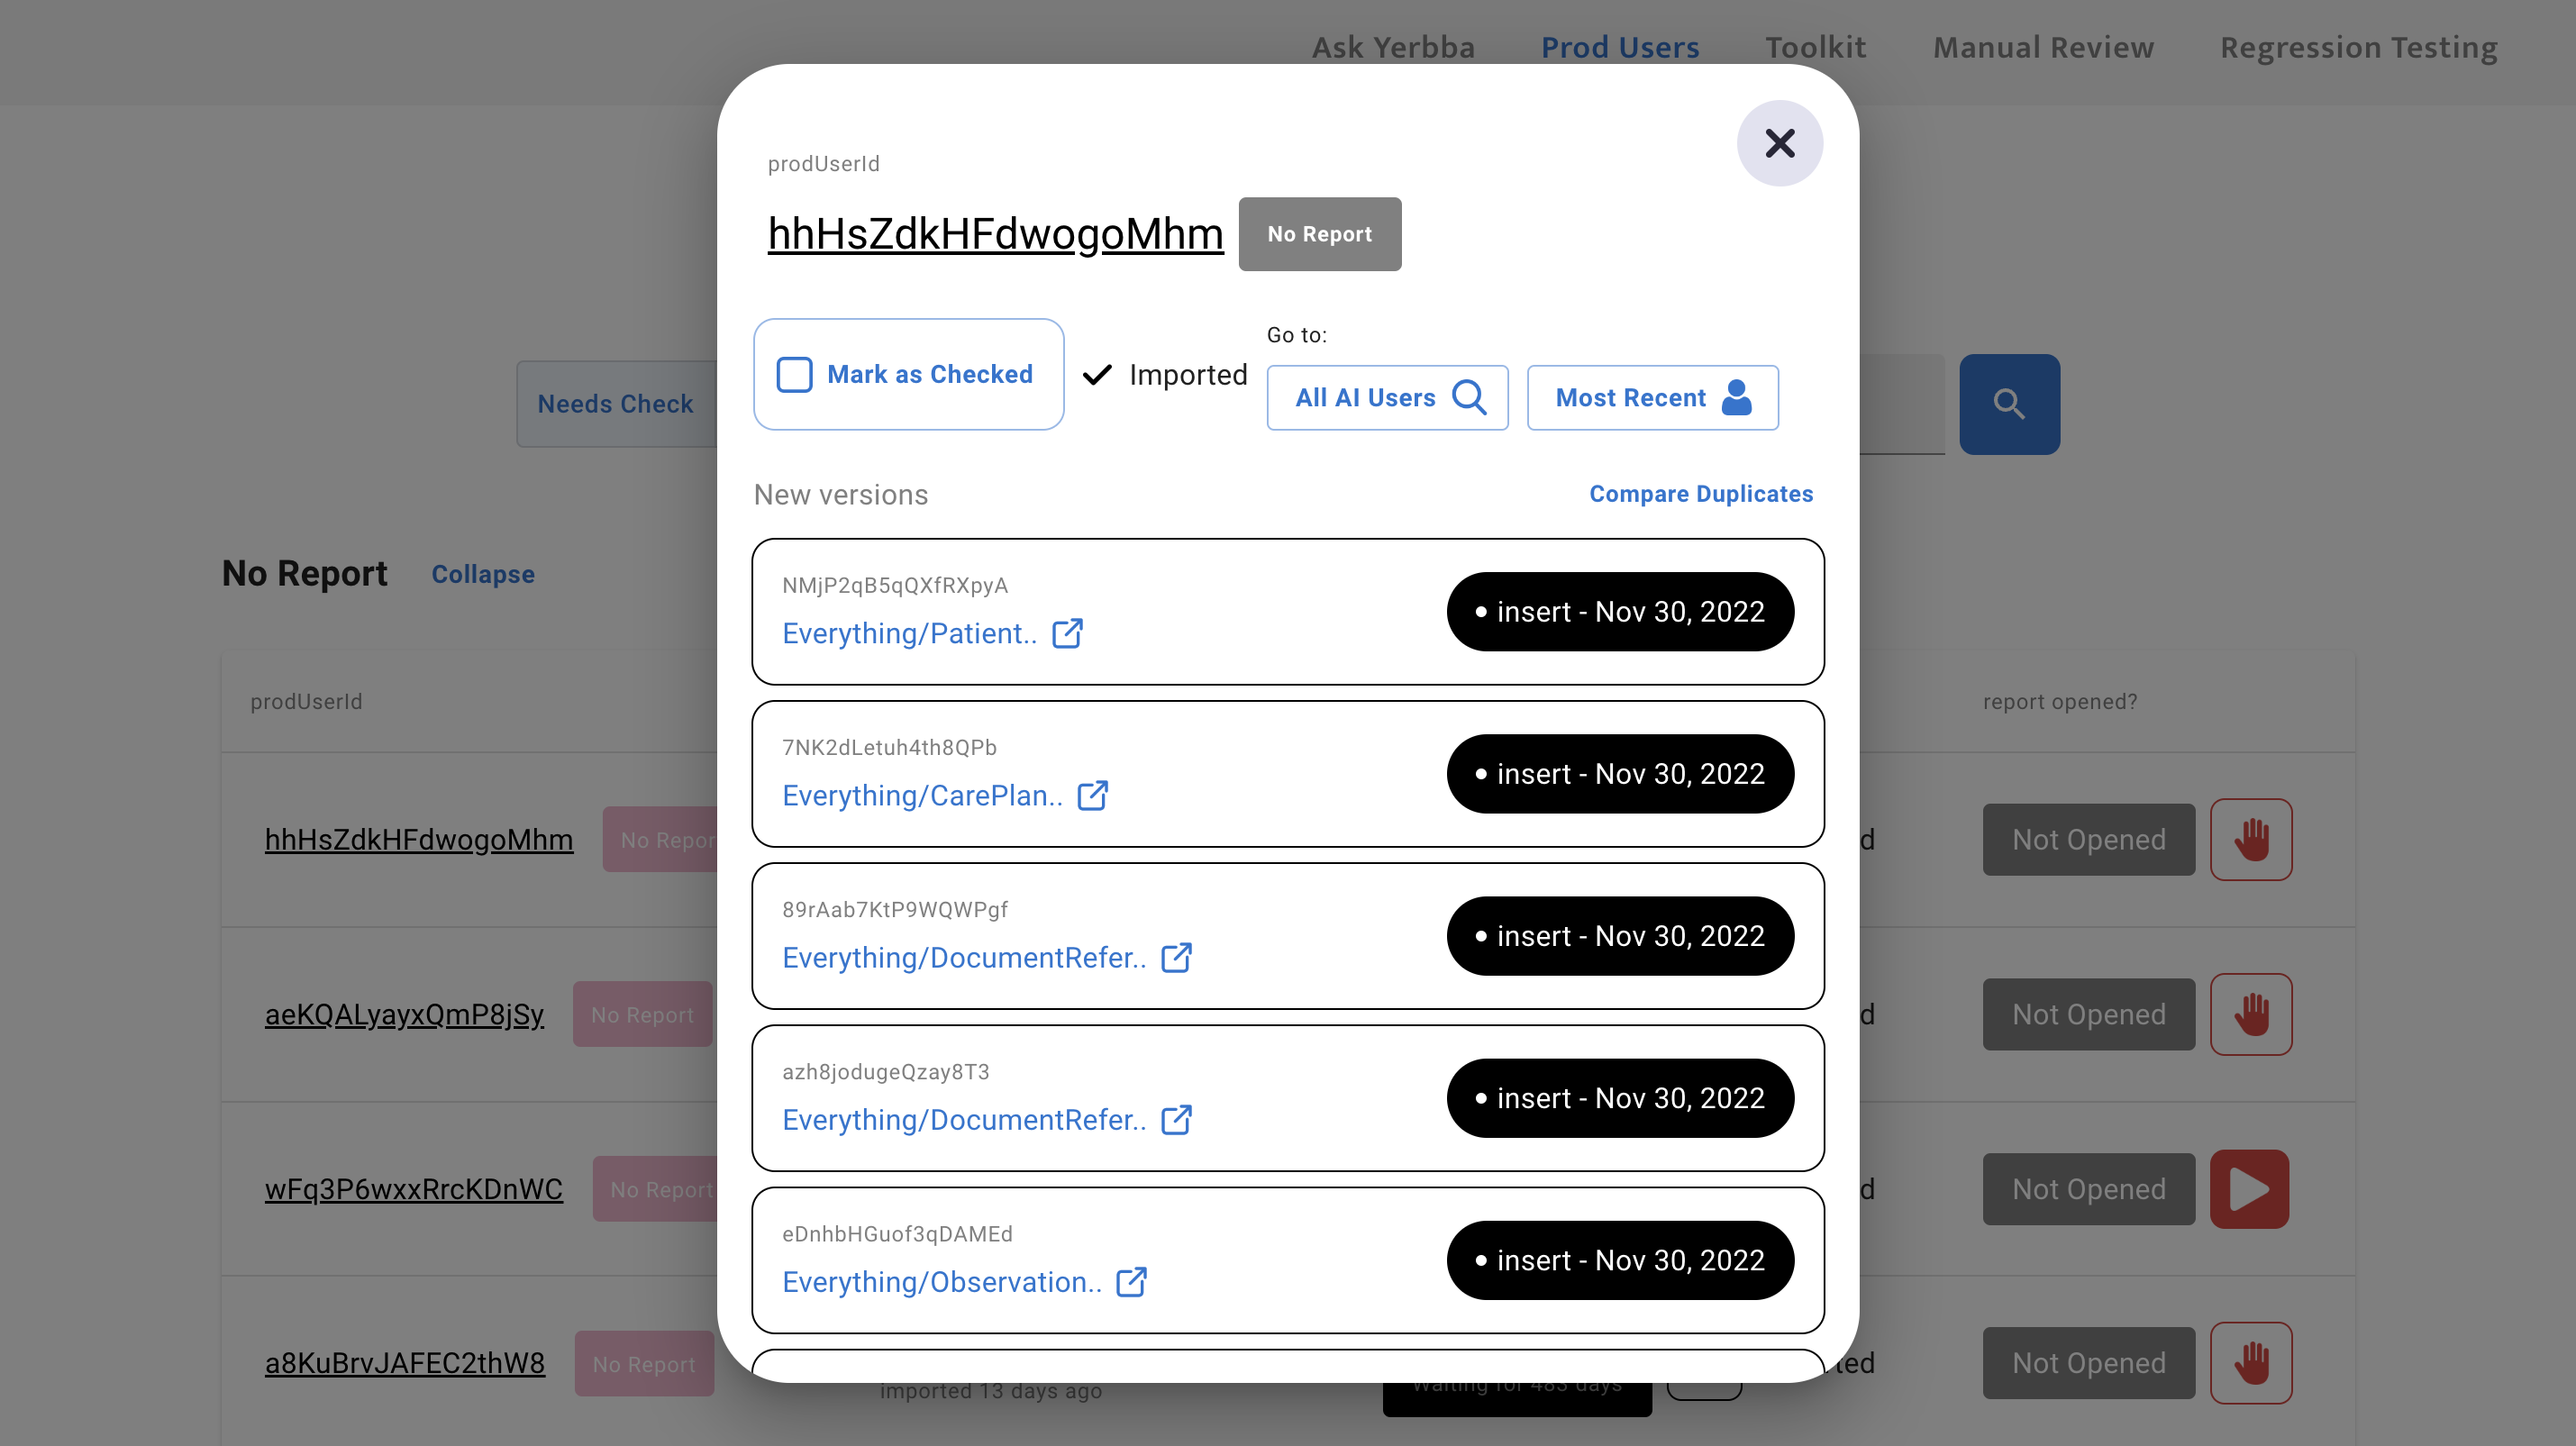 Ask Yerbba Prod Users Toolkit Manual Review Regression Testing
prodUserId
hhHsZdkHFdwogoMhm No Report
Mark as Checked Imported
Go to:
All AI Users Most Recent
Needs Check
New versions Compare Duplicates
NMjP2qB5qQXfRXpyA
Everything/Patient..
• insert - Nov 30, 2022
7NK2dLetuh4th8QPb
Everything/CarePlan..
• insert - Nov 30, 2022
89rAab7KtP9WQWPgf
Everything/DocumentRefer..
• insert - Nov 30, 2022
azh8jodugeQzay8T3
Everything/DocumentRefer..
• insert - Nov 30, 2022
eDnhbHGuof3qDAMEd
Everything/Observation..
• insert - Nov 30, 2022
No Report Collapse
prodUserId report opened?
hhHsZdkHFdwogoMhm No Repor d Not Opened
aeKQALyayxQmP8jSy No Report d Not Opened
wFq3P6wxxRrcKDnWC No Report d Not Opened
a8KuBrvJAFEC2thW8 No Report ted Not Opened
imported 13 days ago Waiting for 483 days